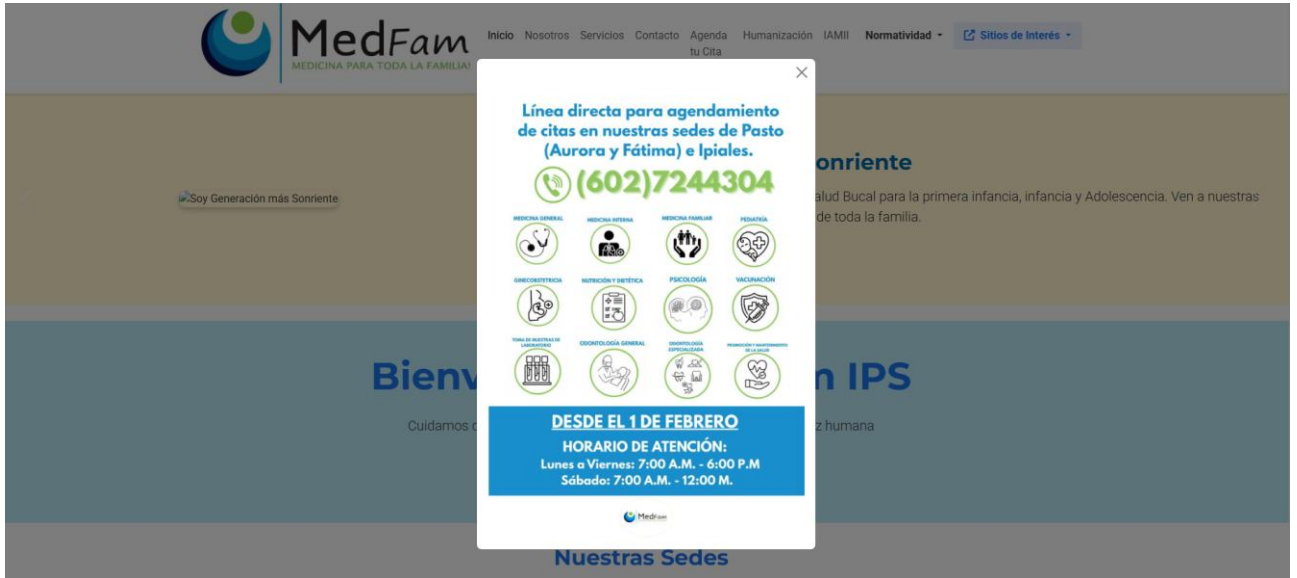 MedFam
MEDICINA PARA TODA LA FAMILIA!
Inicio Nosotros Servicios Contacto Agenda tu Cita Humanización IAMII Normatividad Sitios de Interés
Línea directa para agendamiento
de citas en nuestras sedes de Pasto
(Aurora y Fátima) e Ipiales.
(602)7244304
onriente
Soy Generación más Sonriente
alud Bucal para la primera infancia, infancia y Adolescencia. Ven a nuestras
de toda la familia.
MEDICINA GENERAL MEDICINA INTERNA MEDICINA FAMILIAR PEDIATRÍA
GINECOBSTETRICIA NUTRICIÓN Y DIETÉTICA PSICOLOGÍA VACUNACIÓN
TOMA DE MUESTRAS DE
LABORATORIO
ODONTOLOGÍA GENERAL
ODONTOLOGÍA
ESPECIALIZADA
PROMOCIÓN Y MANTENIMIENTO
DE LA SALUD
Bienv
n IPS
Cuidamos
z humana
DESDE EL 1 DE FEBRERO
HORARIO DE ATENCIÓN:
Lunes a Viernes: 7:00 A.M. - 6:00 P.M
Sábado: 7:00 A.M. - 12:00 M.
MedFam
Nuestras Sedes